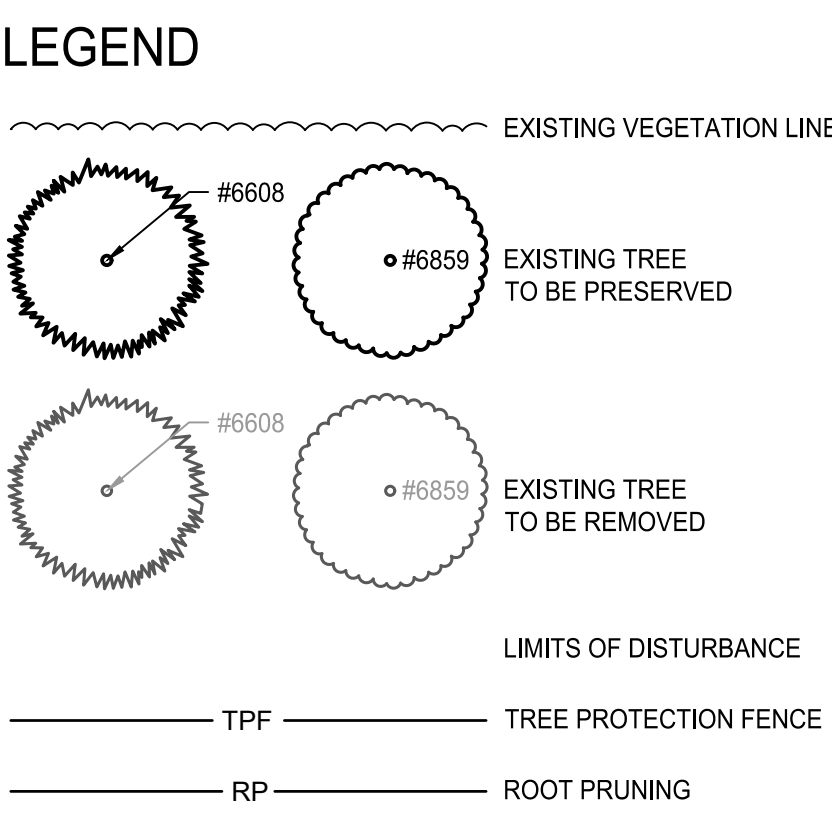 LEGEND
EXISTING VEGETATION LINE
#6608
#6859
EXISTING TREE
TO BE PRESERVED
#6608
#6859
EXISTING TREE
TO BE REMOVED
LIMITS OF DISTURBANCE
TPF
TREE PROTECTION FENCE
RP
ROOT PRUNING